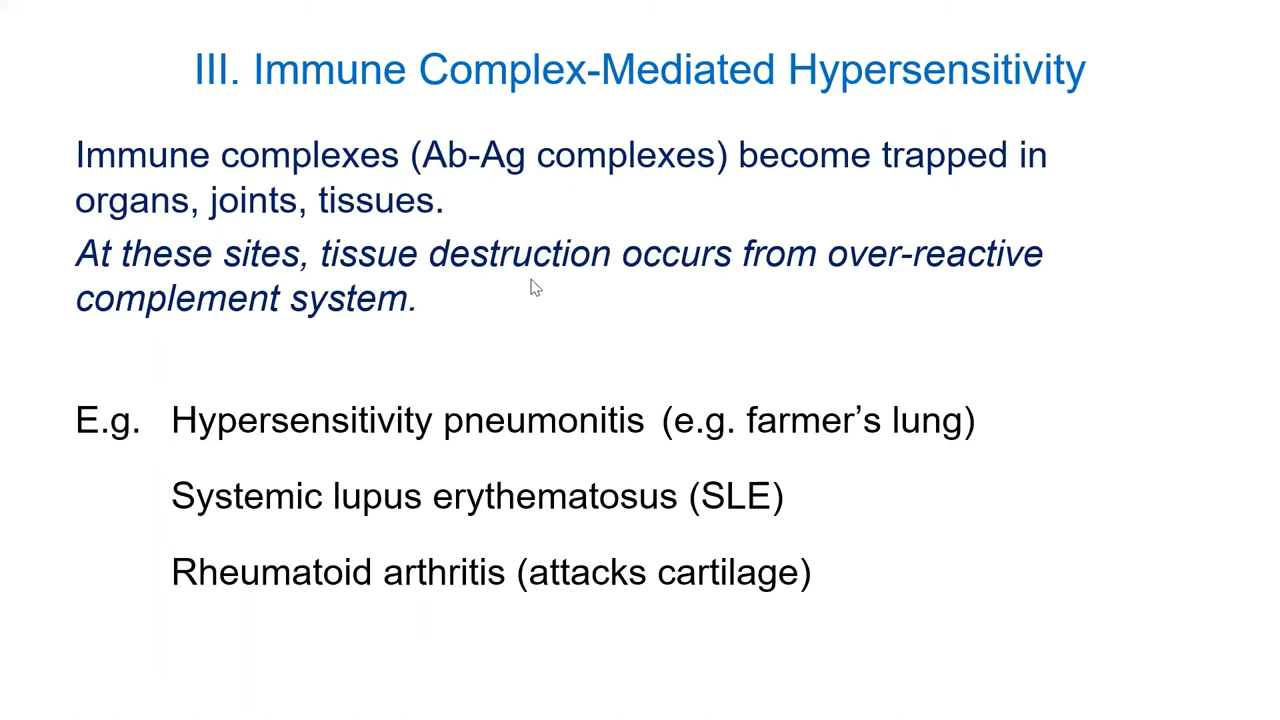 III. Immune Complex-Mediated Hypersensitivity
Immune complexes (Ab-Ag complexes) become trapped in
organs, joints, tissues.
At these sites, tissue destruction occurs from over-reactive
complement system.
E.g. Hypersensitivity pneumonitis (e.g. farmer’s lung)
Systemic lupus erythematosus (SLE)
Rheumatoid arthritis (attacks cartilage)